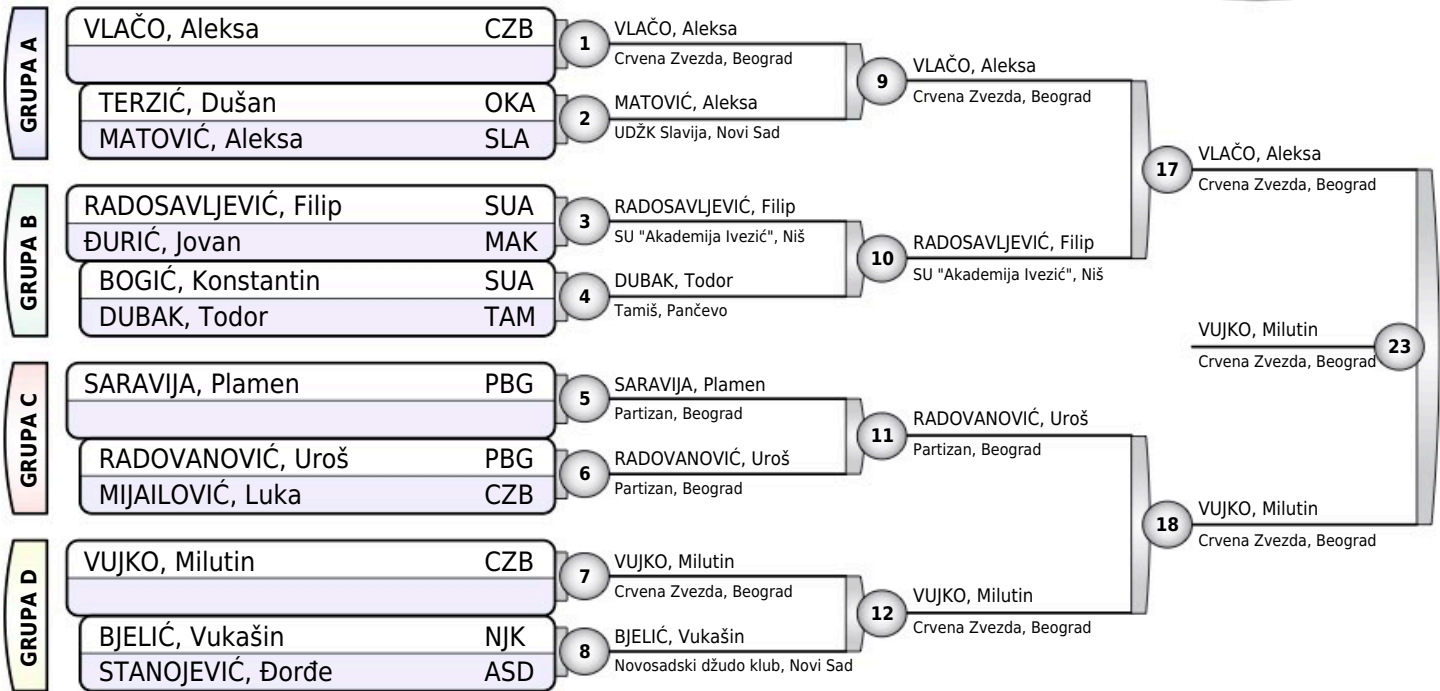 GRUPA A
VLAČO, Aleksa CZB
TERZIĆ, Dušan OKA
MATOVIĆ, Aleksa SLA
GRUPA B
RADOSAVLJEVIĆ, Filip SUA
ĐURIĆ, Jovan MAK
BOGIĆ, Konstantin SUA
DUBAK, Todor TAM
GRUPA C
SARAVIJA, Plamen PBG
RADOVANOVIĆ, Uroš PBG
MIJAILOVIĆ, Luka CZB
GRUPA D
VUJKO, Milutin CZB
BJELIĆ, Vukašin NJK
STANOJEVIĆ, Đorđe ASD
1
VLAČO, Aleksa
Crvena Zvezda, Beograd
2
MATOVIĆ, Aleksa
UDŽK Slavija, Novi Sad
3
RADOSAVLJEVIĆ, Filip
SU "Akademija Ivezić", Niš
4
DUBAK, Todor
Tamiš, Pančevo
5
SARAVIJA, Plamen
Partizan, Beograd
6
RADOVANOVIĆ, Uroš
Partizan, Beograd
7
VUJKO, Milutin
Crvena Zvezda, Beograd
8
BJELIĆ, Vukašin
Novosadski džudo klub, Novi Sad
9
VLAČO, Aleksa
Crvena Zvezda, Beograd
10
RADOSAVLJEVIĆ, Filip
SU "Akademija Ivezić", Niš
11
RADOVANOVIĆ, Uroš
Partizan, Beograd
12
VUJKO, Milutin
Crvena Zvezda, Beograd
17
VLAČO, Aleksa
Crvena Zvezda, Beograd
18
VUJKO, Milutin
Crvena Zvezda, Beograd
VUJKO, Milutin
Crvena Zvezda, Beograd
23